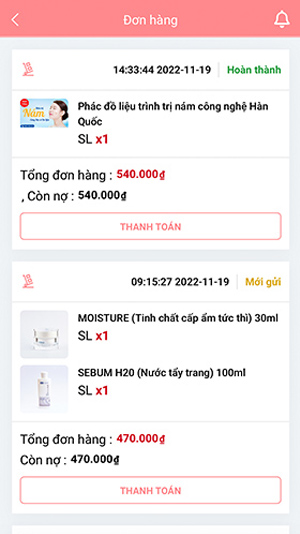 Đơn hàng
14:33:44 2022-11-19 Hoàn thành
Nám
Phác đồ liệu trình trị nám công nghệ Hàn
Quốc
SL x1
Tổng đơn hàng : 540.000₫
, Còn nợ : 540.000₫
THANH TOÁN
09:15:27 2022-11-19 Mới gửi
MOISTURE (Tinh chất cấp ẩm tức thì) 30ml
SL x1
SEBUM H20 (Nước tẩy trang) 100ml
SL x1
Tổng đơn hàng : 470.000₫
Còn nợ : 470.000₫
THANH TOÁN